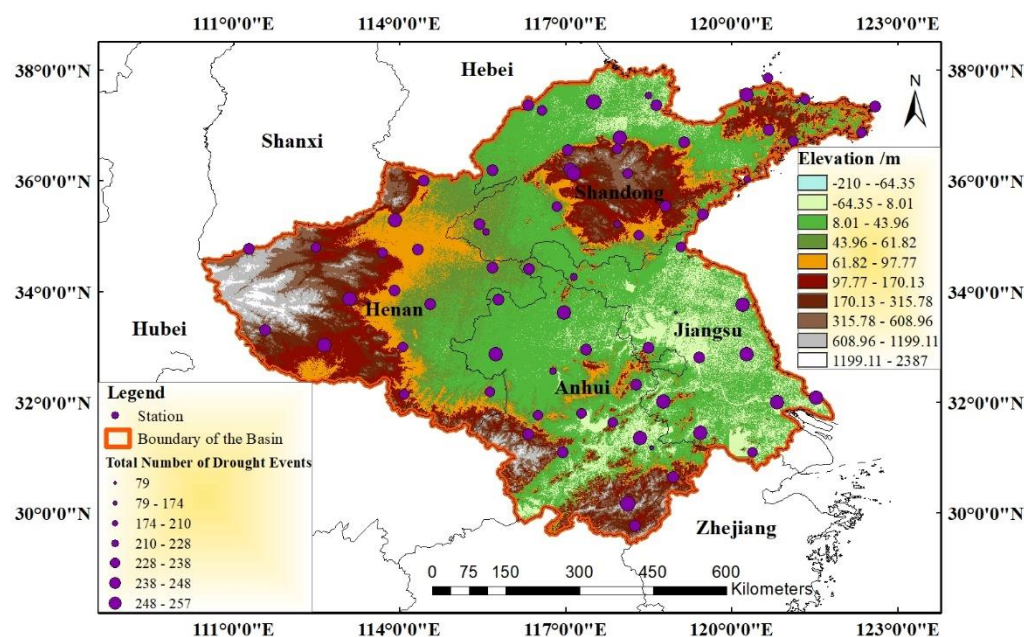 111°0'0"E 114°0'0"E 117°0'0"E 120°0'0"E 123°0'0"E
38°0'0"N 38°0'0"N
Hebei
N
Shanxi
Elevation /m
-210 - -64.35
-64.35 - 8.01
8.01 - 43.96
43.96 - 61.82
61.82 - 97.77
97.77 - 170.13
170.13 - 315.78
315.78 - 608.96
608.96 - 1199.11
1199.11 - 2387
36°0'0"N 36°0'0"N
Shandong
34°0'0"N 34°0'0"N
Henan
Hubei
Jiangsu
Anhui
32°0'0"N 32°0'0"N
Legend
Station
Boundary of the Basin
Total Number of Drought Events
79
79 - 174
174 - 210
210 - 228
228 - 238
238 - 248
248 - 257
30°0'0"N 30°0'0"N
Zhejiang
0 75 150 300 450 600
Kilometers
111°0'0"E 114°0'0"E 117°0'0"E 120°0'0"E 123°0'0"E